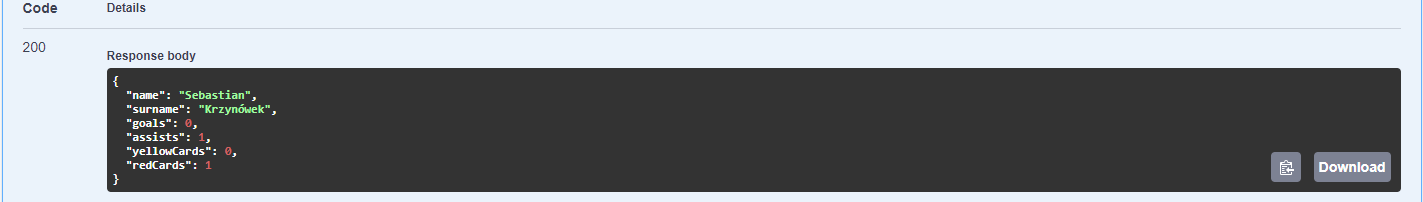 Code Details
200
Response body
{
"name": "Sebastian",
"surname": "Krzynówek",
"goals": 0,
"assists": 1,
"yellowCards": 0,
"redCards": 1
}
Download